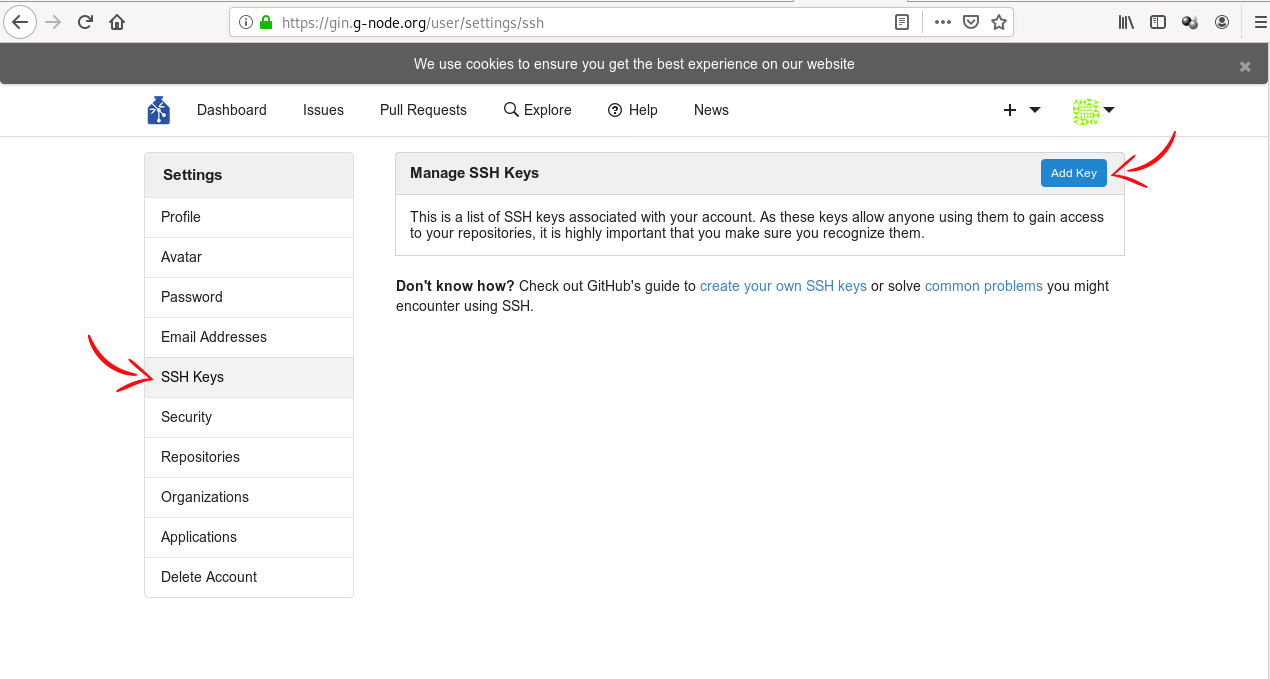 https://gin.g-node.org/user/settings/ssh
We use cookies to ensure you get the best experience on our website
Dashboard Issues Pull Requests Explore Help News
Settings
Profile
Avatar
Password
Email Addresses
SSH Keys
Security
Repositories
Organizations
Applications
Delete Account
Manage SSH Keys Add Key
This is a list of SSH keys associated with your account. As these keys allow anyone using them to gain access
to your repositories, it is highly important that you make sure you recognize them.
Don't know how? Check out GitHub's guide to create your own SSH keys or solve common problems you might
encounter using SSH.